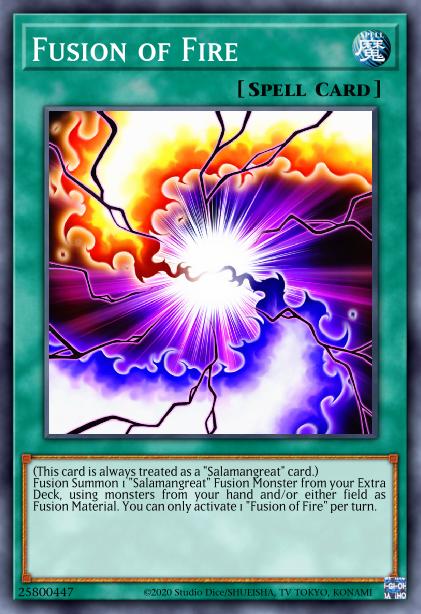 FUSION OF FIRE
SPELL
魔
[SPELL CARD]
(This card is always treated as a "Salamangreat" card.)
Fusion Summon 1 "Salamangreat" Fusion Monster from your Extra
Deck, using monsters from your hand and/or either field as
Fusion Material. You can only activate 1 "Fusion of Fire" per turn.
25800447
©2020 Studio Dice/SHUEISHA, TV TOKYO, KONAMI